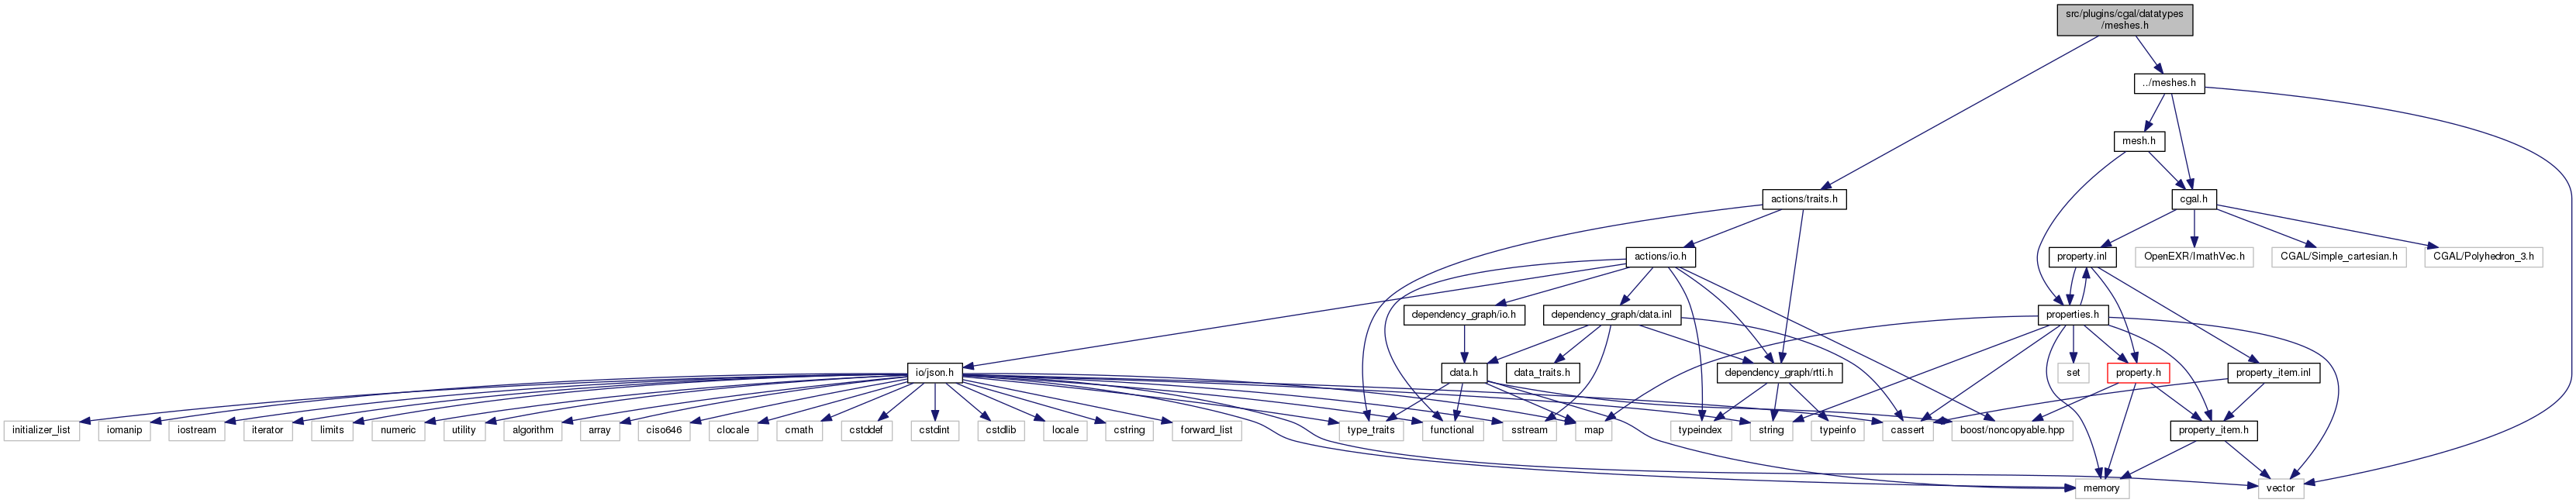 src/plugins/cgal/datatypes
/meshes.h
../meshes.h
mesh.h
actions/traits.h
cgal.h
actions/io.h
property.inl
OpenEXR/ImathVec.h
CGAL/Simple_cartesian.h
CGAL/Polyhedron_3.h
dependency_graph/io.h
dependency_graph/data.inl
properties.h
io/json.h
data.h
data_traits.h
dependency_graph/rtti.h
set
property.h
property_item.inl
initializer_list
iomanip
iostream
iterator
limits
numeric
utility
algorithm
array
ciso646
clocale
cmath
cstddef
cstdint
cstdlib
locale
cstring
forward_list
type_traits
functional
sstream
map
typeindex
string
typeinfo
cassert
boost/noncopyable.hpp
property_item.h
memory
vector